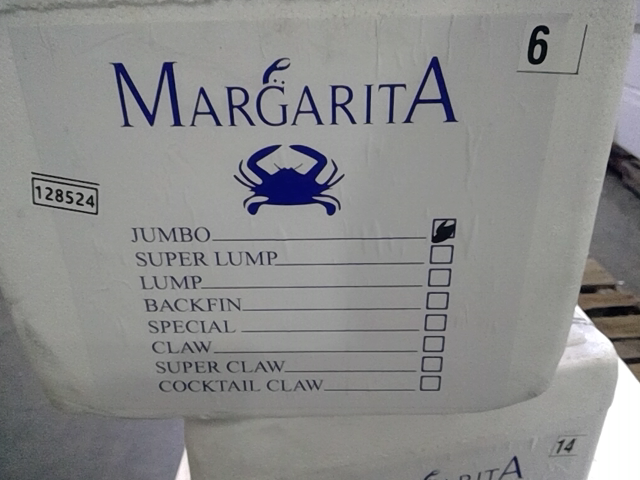 6
MARGARITA
128524
JUMBO
SUPER LUMP
LUMP
BACKFIN
SPECIAL
CLAW
SUPER CLAW
COCKTAIL CLAW
14